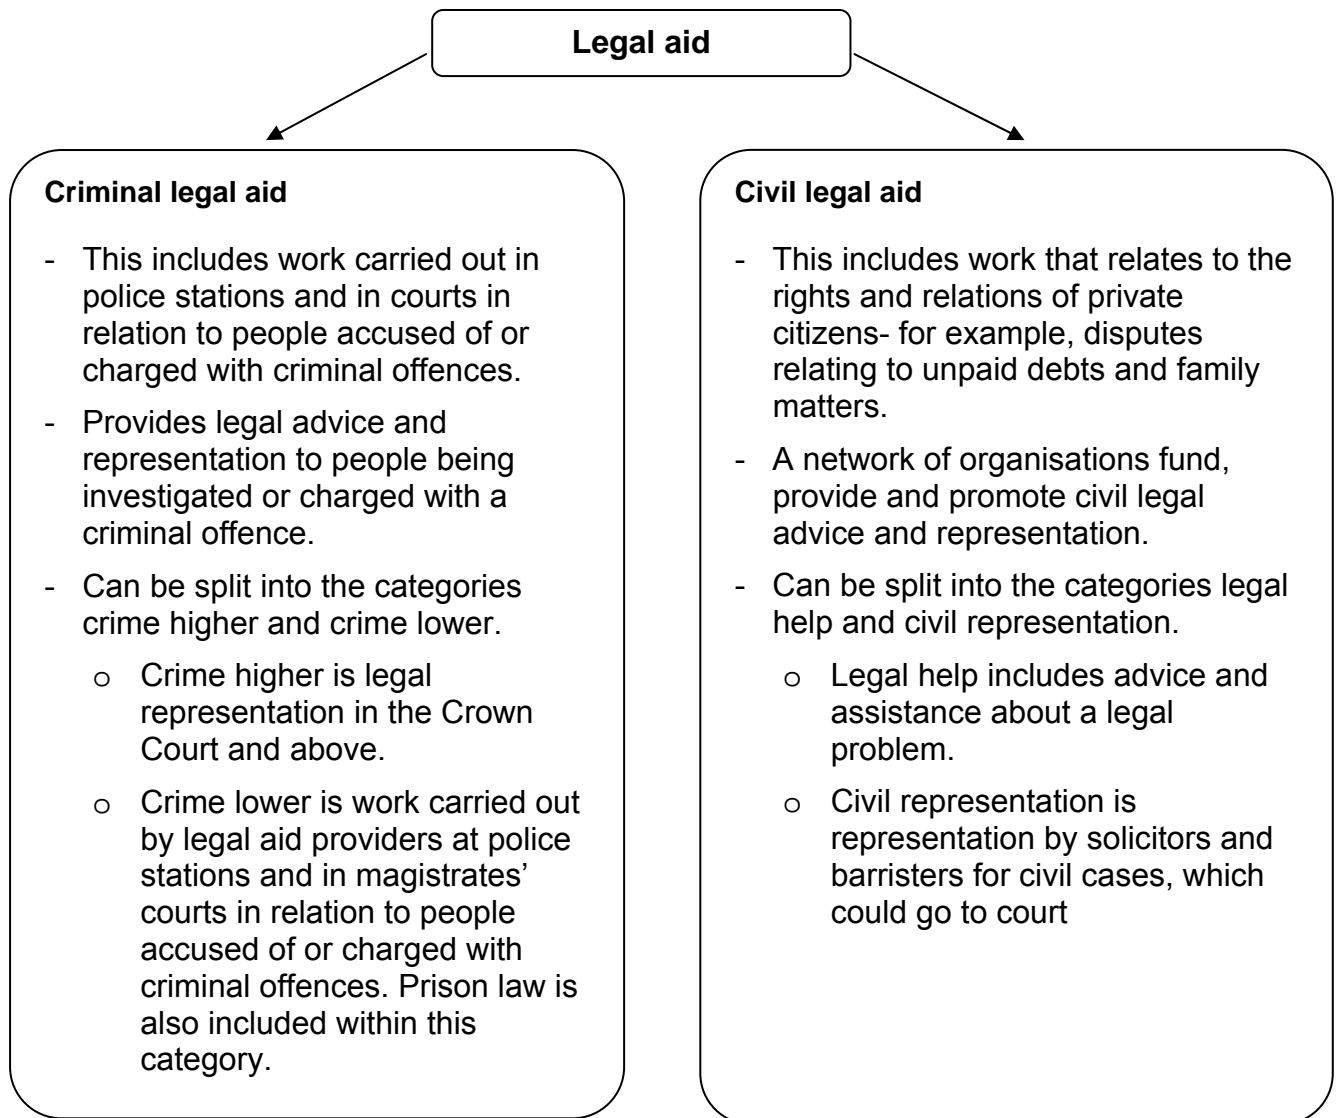 Legal aid
Criminal legal aid
- This includes work carried out in
police stations and in courts in
relation to people accused of or
charged with criminal offences.
- Provides legal advice and
representation to people being
investigated or charged with a
criminal offence.
- Can be split into the categories
crime higher and crime lower.
o Crime higher is legal
representation in the Crown
Court and above.
o Crime lower is work carried out
by legal aid providers at police
stations and in magistrates’
courts in relation to people
accused of or charged with
criminal offences. Prison law is
also included within this
category.
Civil legal aid
- This includes work that relates to the
rights and relations of private
citizens- for example, disputes
relating to unpaid debts and family
matters.
- A network of organisations fund,
provide and promote civil legal
advice and representation.
- Can be split into the categories legal
help and civil representation.
o Legal help includes advice and
assistance about a legal
problem.
o Civil representation is
representation by solicitors and
barristers for civil cases, which
could go to court